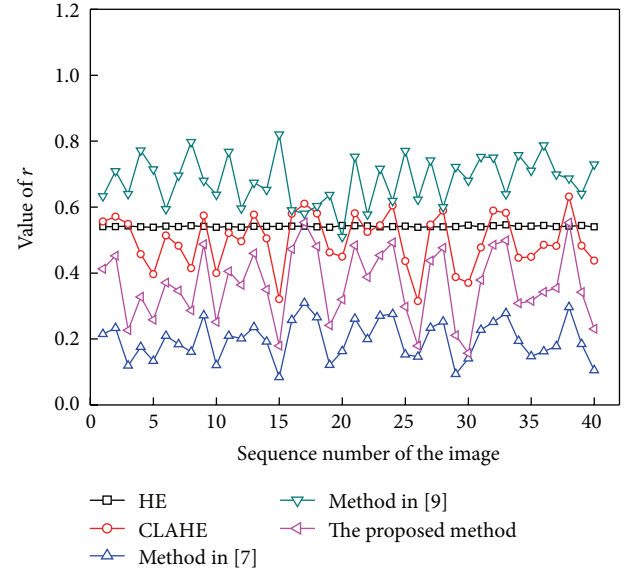 1.2
1.0
0.8
0.6
0.4
0.2
0.0
Value of r
0 5 10 15 20 25 30 35 40
Sequence number of the image
HE
CLAHE
Method in [7]
Method in [9]
The proposed method